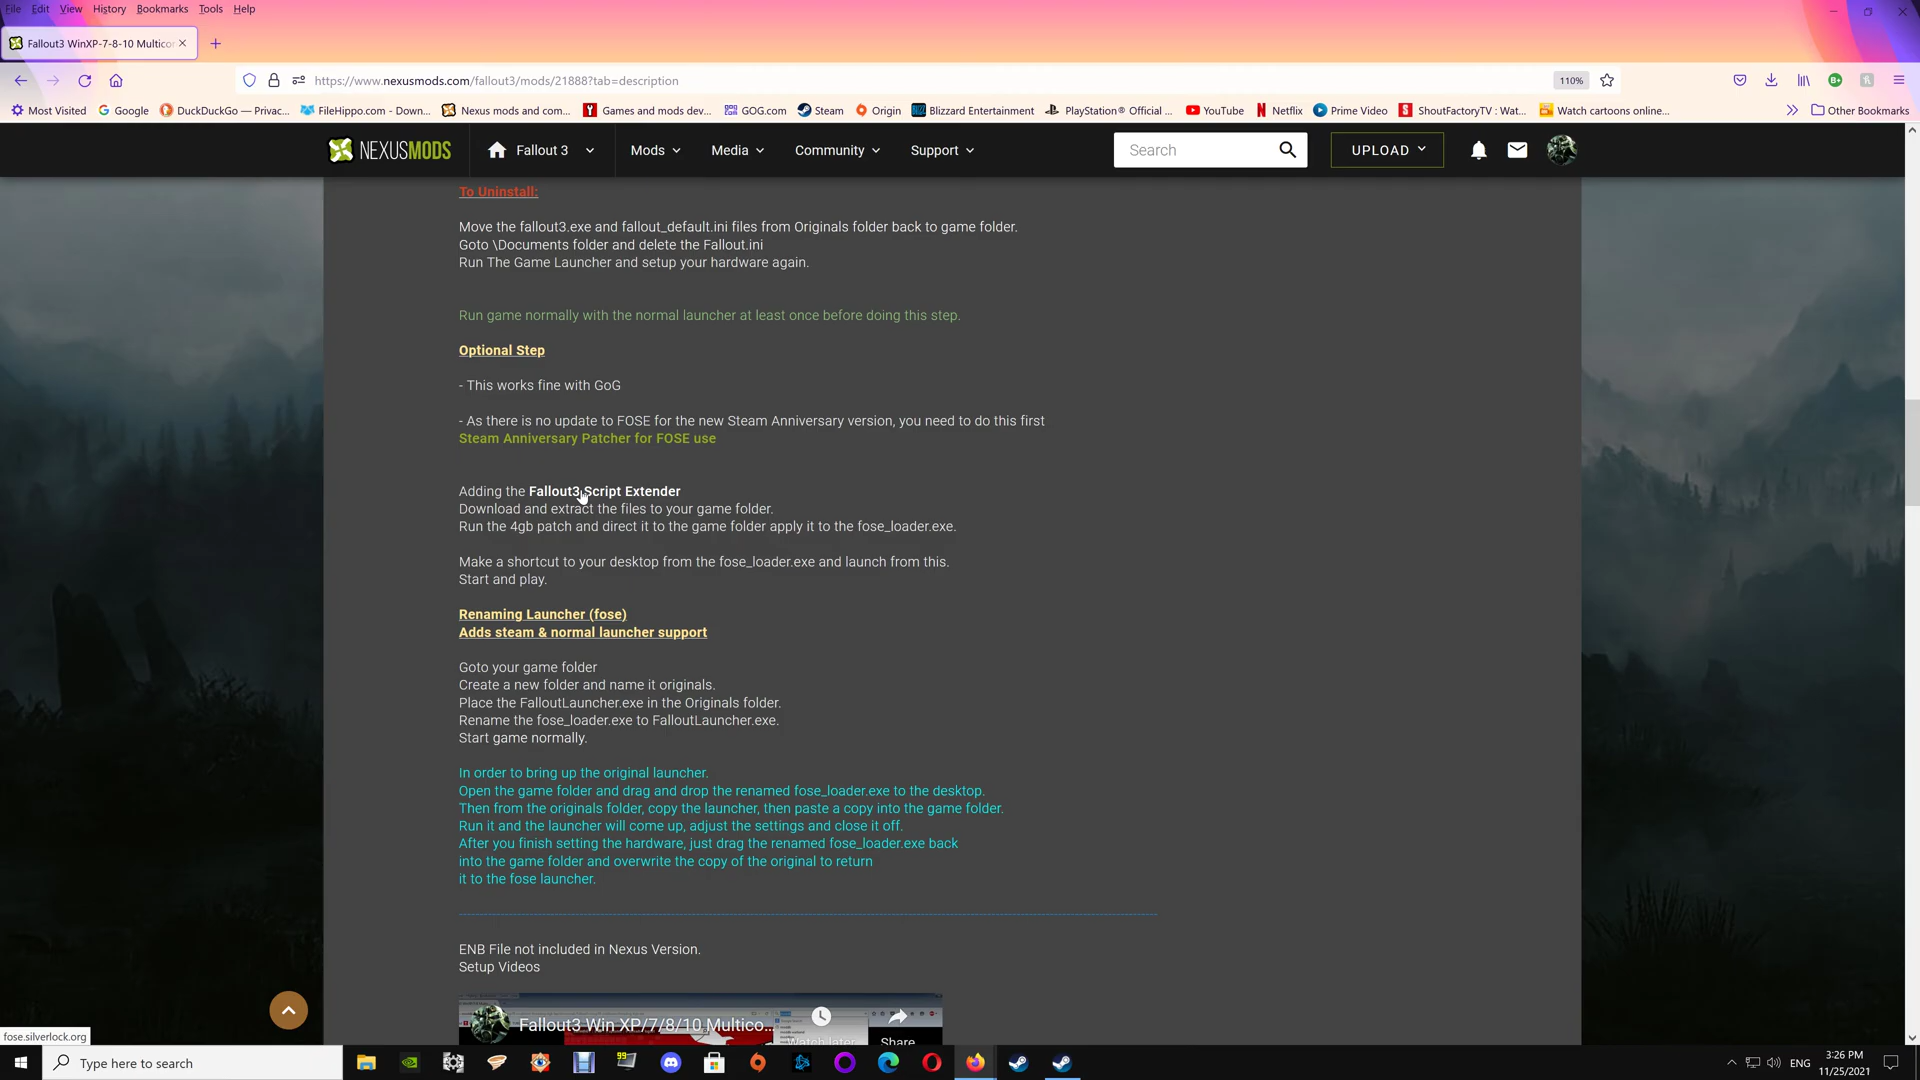 File Edit View History Bookmarks Tools Help
Fallout3 WinXP-7-8-10 Multicor
https://www.nexusmods.com/fallout3/mods/21888?tab=description
110%
Most Visited Google DuckDuckGo — Privac... FileHippo.com - Down... Nexus mods and com... Games and mods dev... GOG.com Steam Origin Blizzard Entertainment PlayStation® Official ... YouTube Netflix Prime Video ShoutFactoryTV : Wat... Watch cartoons online... Other Bookmarks
NEXUSMODS Fallout 3 Mods Media Community Support Search UPLOAD
To Uninstall:
Move the fallout3.exe and fallout_default.ini files from Originals folder back to game folder.
Goto \Documents folder and delete the Fallout.ini
Run The Game Launcher and setup your hardware again.
Run game normally with the normal launcher at least once before doing this step.
Optional Step
- This works fine with GoG
- As there is no update to FOSE for the new Steam Anniversary version, you need to do this first
Steam Anniversary Patcher for FOSE use
Adding the Fallout3 Script Extender
Download and extract the files to your game folder.
Run the 4gb patch and direct it to the game folder apply it to the fose_loader.exe.
Make a shortcut to your desktop from the fose_loader.exe and launch from this.
Start and play.
Renaming Launcher (fose)
Adds steam & normal launcher support
Goto your game folder
Create a new folder and name it originals.
Place the FalloutLauncher.exe in the Originals folder.
Rename the fose_loader.exe to FalloutLauncher.exe.
Start game normally.
In order to bring up the original launcher.
Open the game folder and drag and drop the renamed fose_loader.exe to the desktop.
Then from the originals folder, copy the launcher, then paste a copy into the game folder.
Run it and the launcher will come up, adjust the settings and close it off.
After you finish setting the hardware, just drag the renamed fose_loader.exe back
into the game folder and overwrite the copy of the original to return
it to the fose launcher.
ENB File not included in Nexus Version.
Setup Videos
Fallout3 Win XP/7/8/10 Multico...
Watch later Share
fose.silverlock.org
Type here to search
99
ENG
3:26 PM
11/25/2021